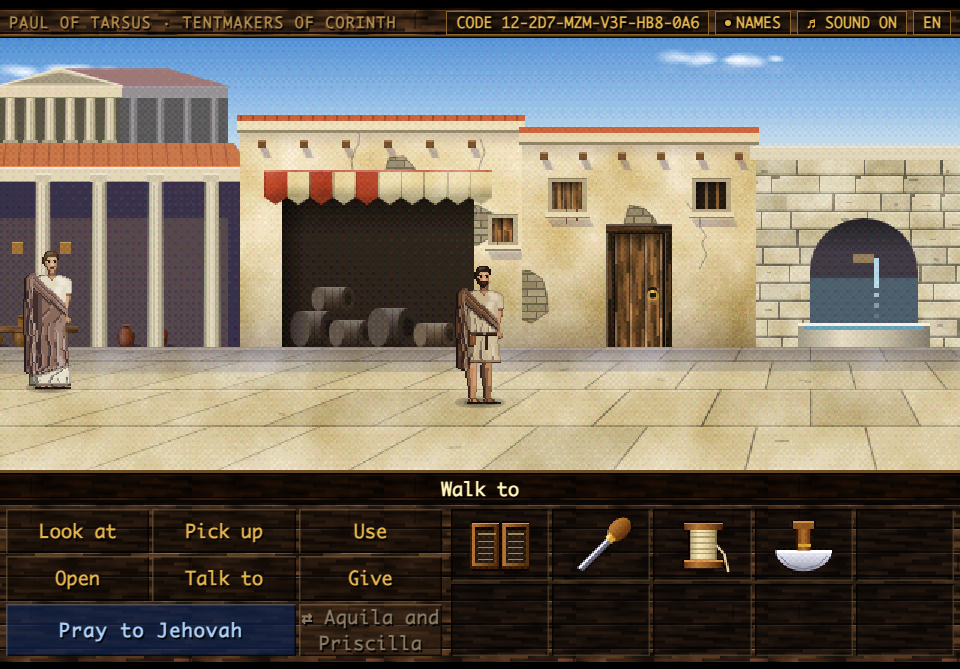 PAUL OF TARSUS · TENTMAKERS OF CORINTH
CODE 12-2D7-MZM-V3F-HB8-0A6
● NAMES
♬ SOUND ON
EN
Walk to
Look at
Pick up
Use
Open
Talk to
Give
Pray to Jehovah
⇄ Aquila and
Priscilla